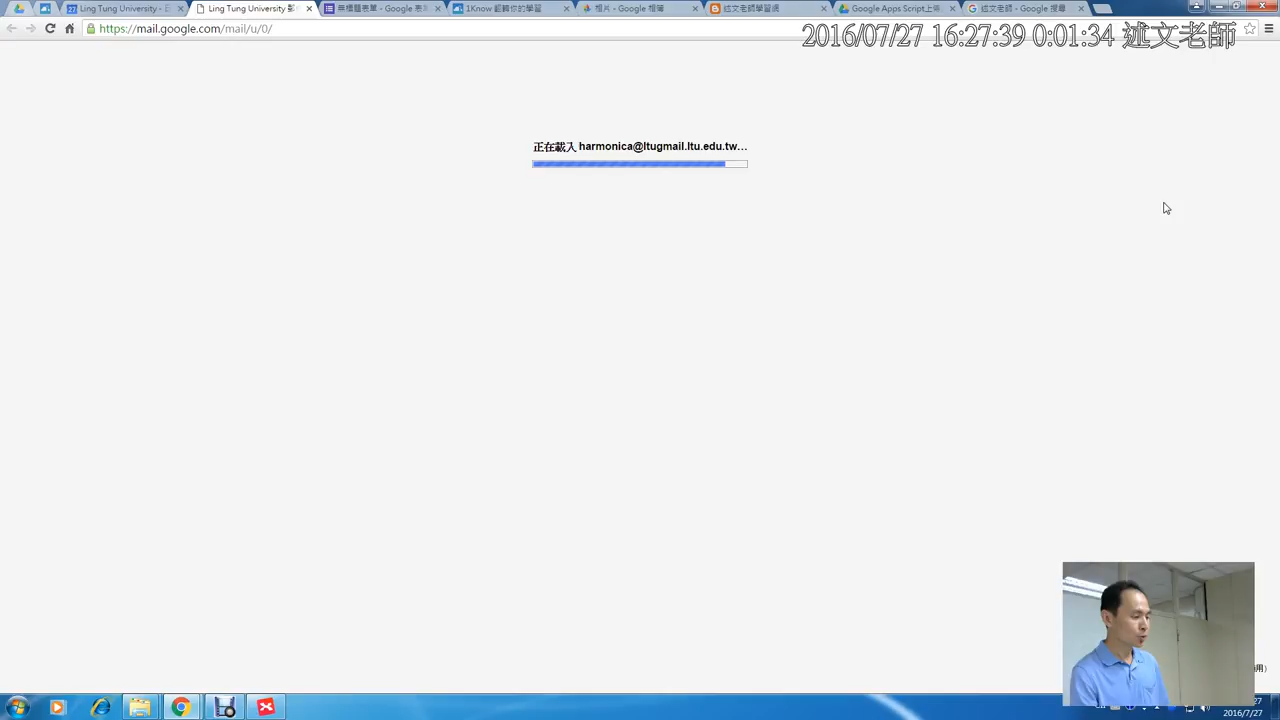 Ling Tung University - 
Ling Tung University 郵
無標題表單 - Google 表單
1Know 翻轉你的學習
相片 - Google 相簿
述文老師學習網
Google Apps Script上
述文老師 - Google 搜尋
https://mail.google.com/mail/u/0/
2016/07/27 16:27:39 0:01:34 述文老師
正在載入 harmonica@ltugmail.ltu.edu.tw…
用)
27
2016/7/27